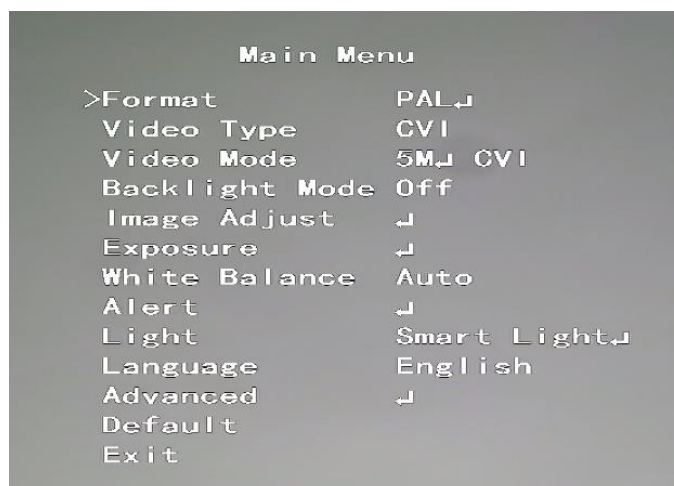 Main Menu
>Format PAL↵
Video Type CVI
Video Mode 5M↵ CVI
Backlight Mode Off
Image Adjust ↵
Exposure ↵
White Balance Auto
Alert ↵
Light Smart Light↵
Language English
Advanced ↵
Default
Exit